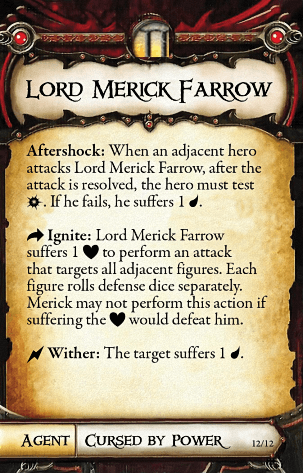 LORD MERICK FARROW
Aftershock: When an adjacent hero
attacks Lord Merick Farrow, after the
attack is resolved, the hero must test
. If he fails, he suffers 1 .
Ignite: Lord Merick Farrow
suffers 1 ♥ to perform an attack
that targets all adjacent figures. Each
figure rolls defense dice separately.
Merick may not perform this action if
suffering the ♥ would defeat him.
Wither: The target suffers 1 .
AGENT CURSED BY POWER 12/12